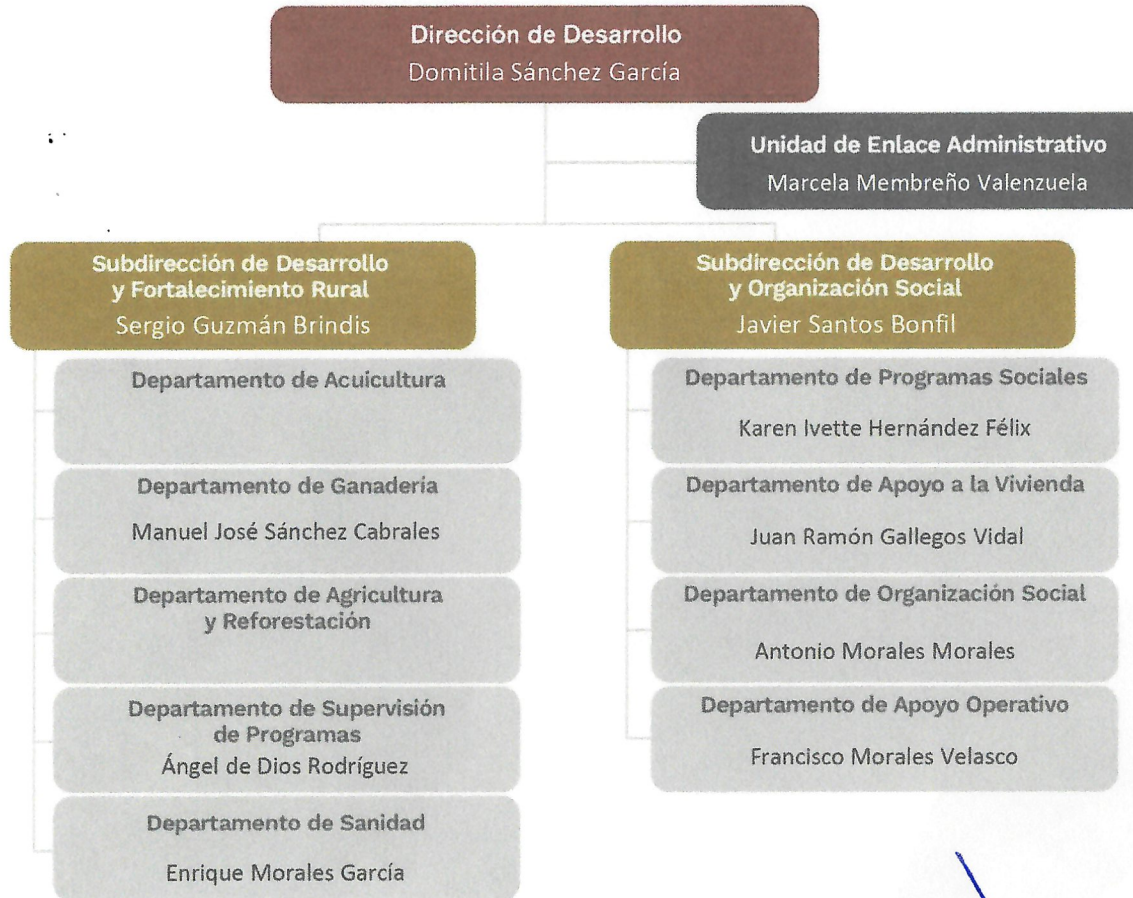 Dirección de Desarrollo
Domitila Sánchez García
Unidad de Enlace Administrativo
Marcela Membreño Valenzuela
Subdirección de Desarrollo
y Fortalecimiento Rural
Sergio Guzmán Brindis
Departamento de Acuicultura
Departamento de Ganadería
Manuel José Sánchez Cabrales
Departamento de Agricultura
y Reforestación
Departamento de Supervisión
de Programas
Ángel de Dios Rodríguez
Departamento de Sanidad
Enrique Morales García
Subdirección de Desarrollo
y Organización Social
Javier Santos Bonfil
Departamento de Programas Sociales
Karen Ivette Hernández Félix
Departamento de Apoyo a la Vivienda
Juan Ramón Gallegos Vidal
Departamento de Organización Social
Antonio Morales Morales
Departamento de Apoyo Operativo
Francisco Morales Velasco